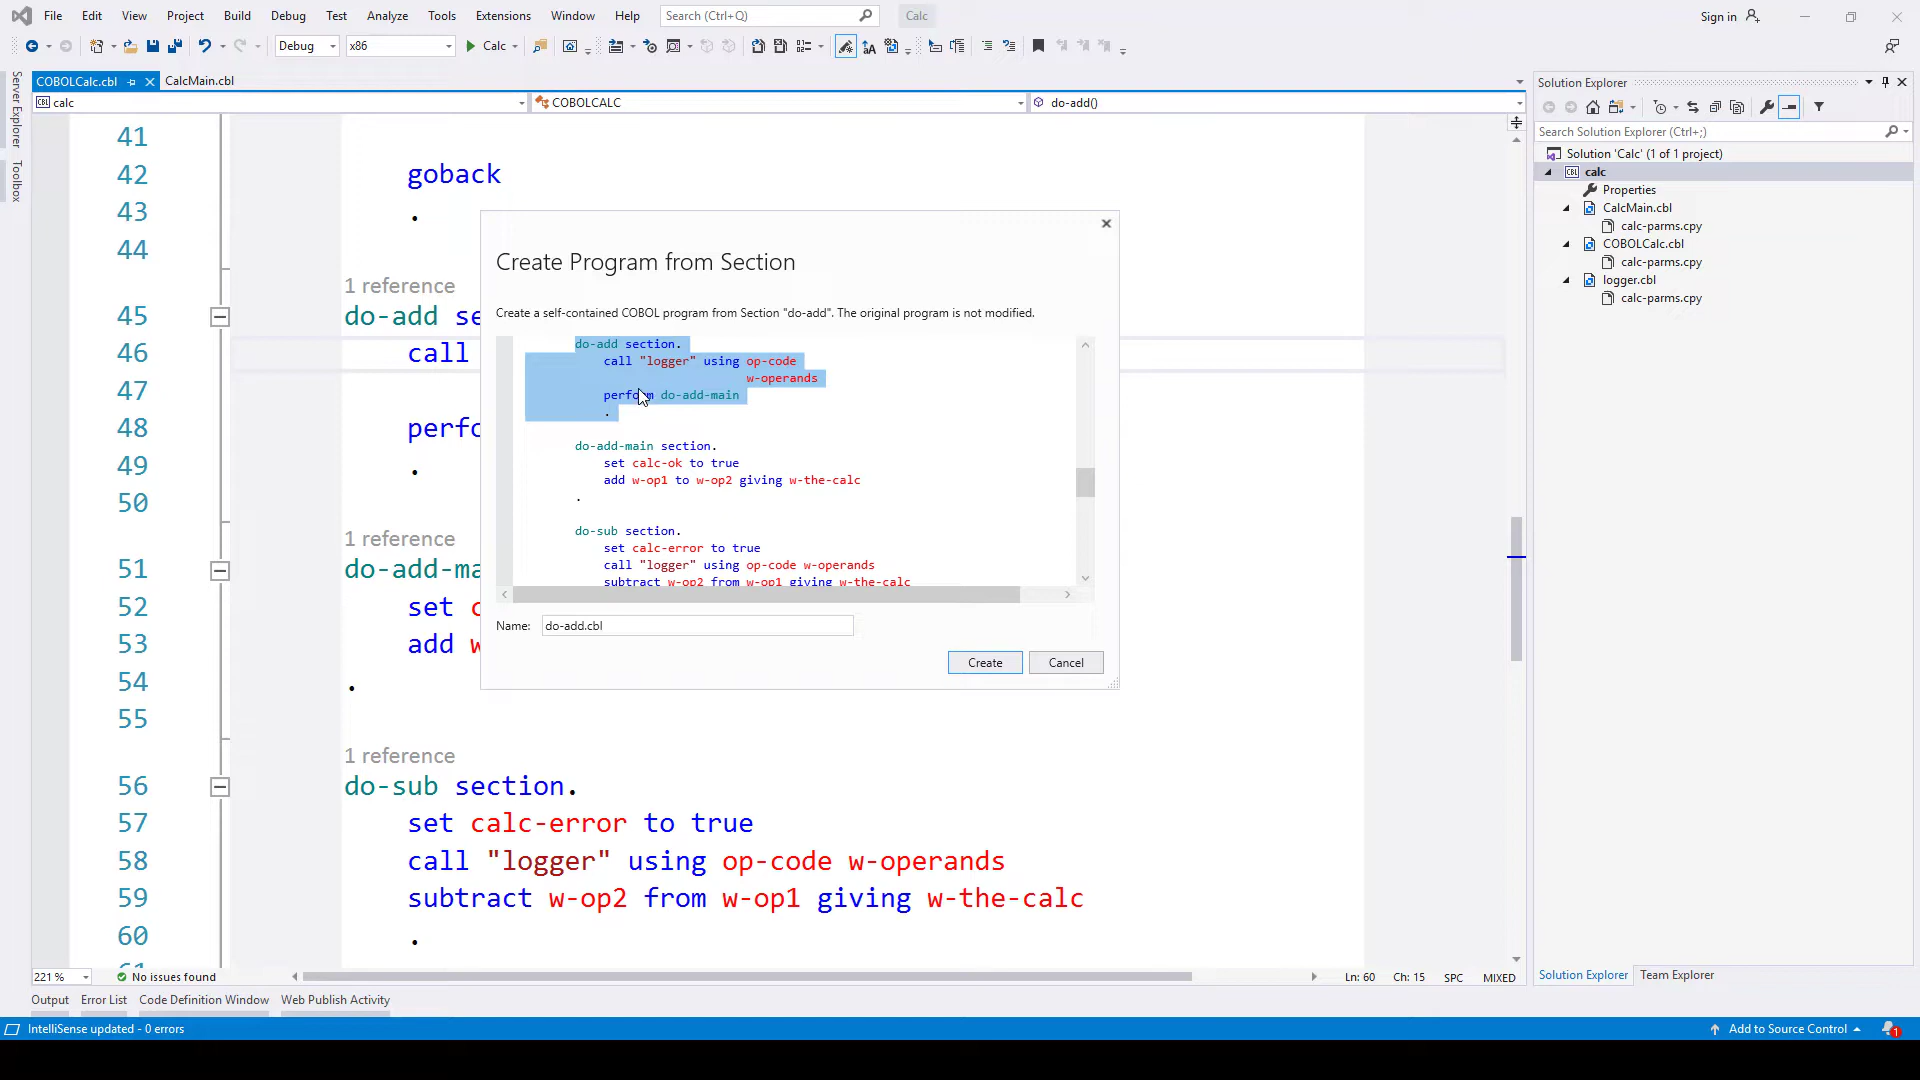 File Edit View Project Build Debug Test Analyze Tools Extensions Window Help Search (Ctrl+Q) Calc Sign in
Debug x86 Calc
Server Explorer
Toolbox
COBOLCalc.cbl CalcMain.cbl
calc COBOLCALC do-add()
41
42 goback
43 .
44
1 reference
45 do-add se
46 call
47
48 perfo
49 .
50
1 reference
51 do-add-ma
52 set c
53 add w
54 .
55
1 reference
56 do-sub section.
57 set calc-error to true
58 call "logger" using op-code w-operands
59 subtract w-op2 from w-op1 giving w-the-calc
60 .
61
Create Program from Section
Create a self-contained COBOL program from Section "do-add". The original program is not modified.
do-add section.
call "logger" using op-code
w-operands
perform do-add-main
.
do-add-main section.
set calc-ok to true
add w-op1 to w-op2 giving w-the-calc
.
do-sub section.
set calc-error to true
call "logger" using op-code w-operands
subtract w-op2 from w-op1 giving w-the-calc
Name: do-add.cbl
Create Cancel
Solution Explorer
Search Solution Explorer (Ctrl+;)
Solution 'Calc' (1 of 1 project)
CBL calc
Properties
CalcMain.cbl
calc-parms.cpy
COBOLCalc.cbl
calc-parms.cpy
logger.cbl
calc-parms.cpy
221 % No issues found Ln: 60 Ch: 15 SPC MIXED
Solution Explorer Team Explorer
Output Error List Code Definition Window Web Publish Activity
IntelliSense updated - 0 errors Add to Source Control 1